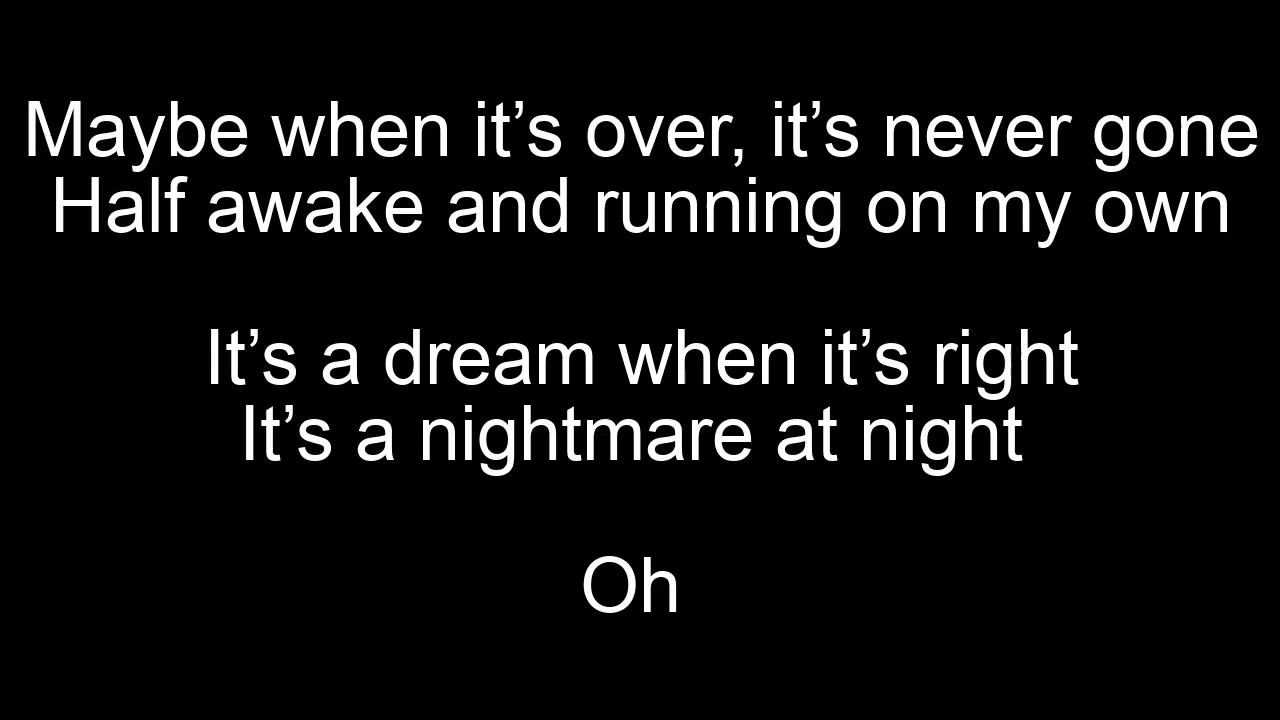 Maybe when it’s over, it’s never gone
Half awake and running on my own
It’s a dream when it’s right
It’s a nightmare at night
Oh